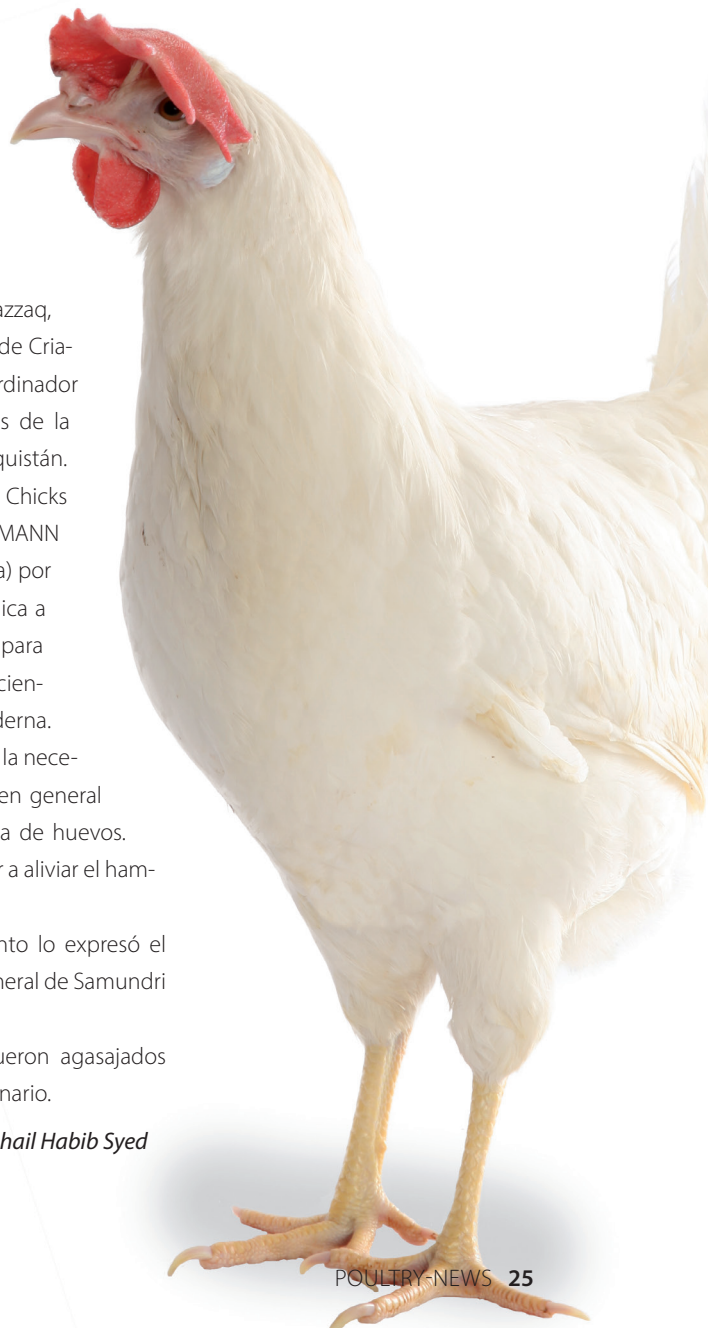 azzaq,
de Cria-
rdinador
s de la
quistán.
Chicks
MANN
a) por
ica a
para
cien-
derna.
la nece-
en general
a de huevos.
r a aliviar el ham-
nto lo expresó el
neral de Samundri
ueron agasajados
nario.
hail Habib Syed
POULTRY-NEWS 25